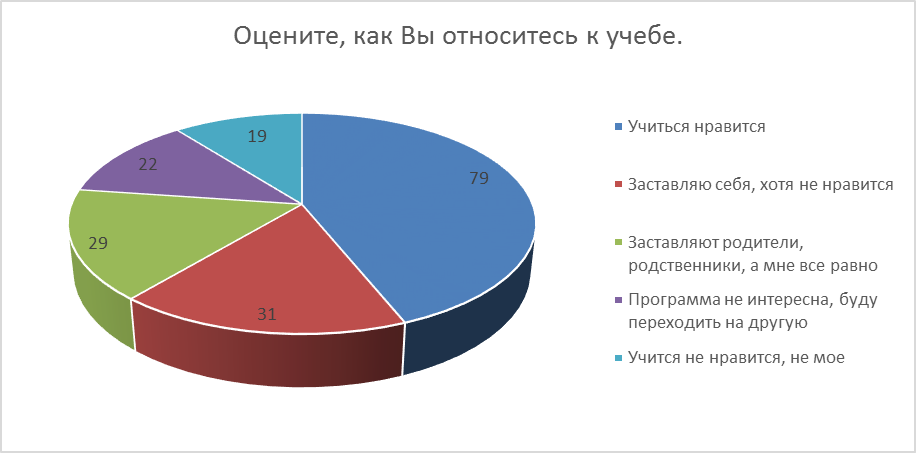 Оцените, как Вы относитесь к учебе.
19
79
22
29
31
Учиться нравится
Заставляю себя, хотя не нравится
Заставляют родители,
родственники, а мне все равно
Программа не интересна, буду
переходить на другую
Учится не нравится, не мое